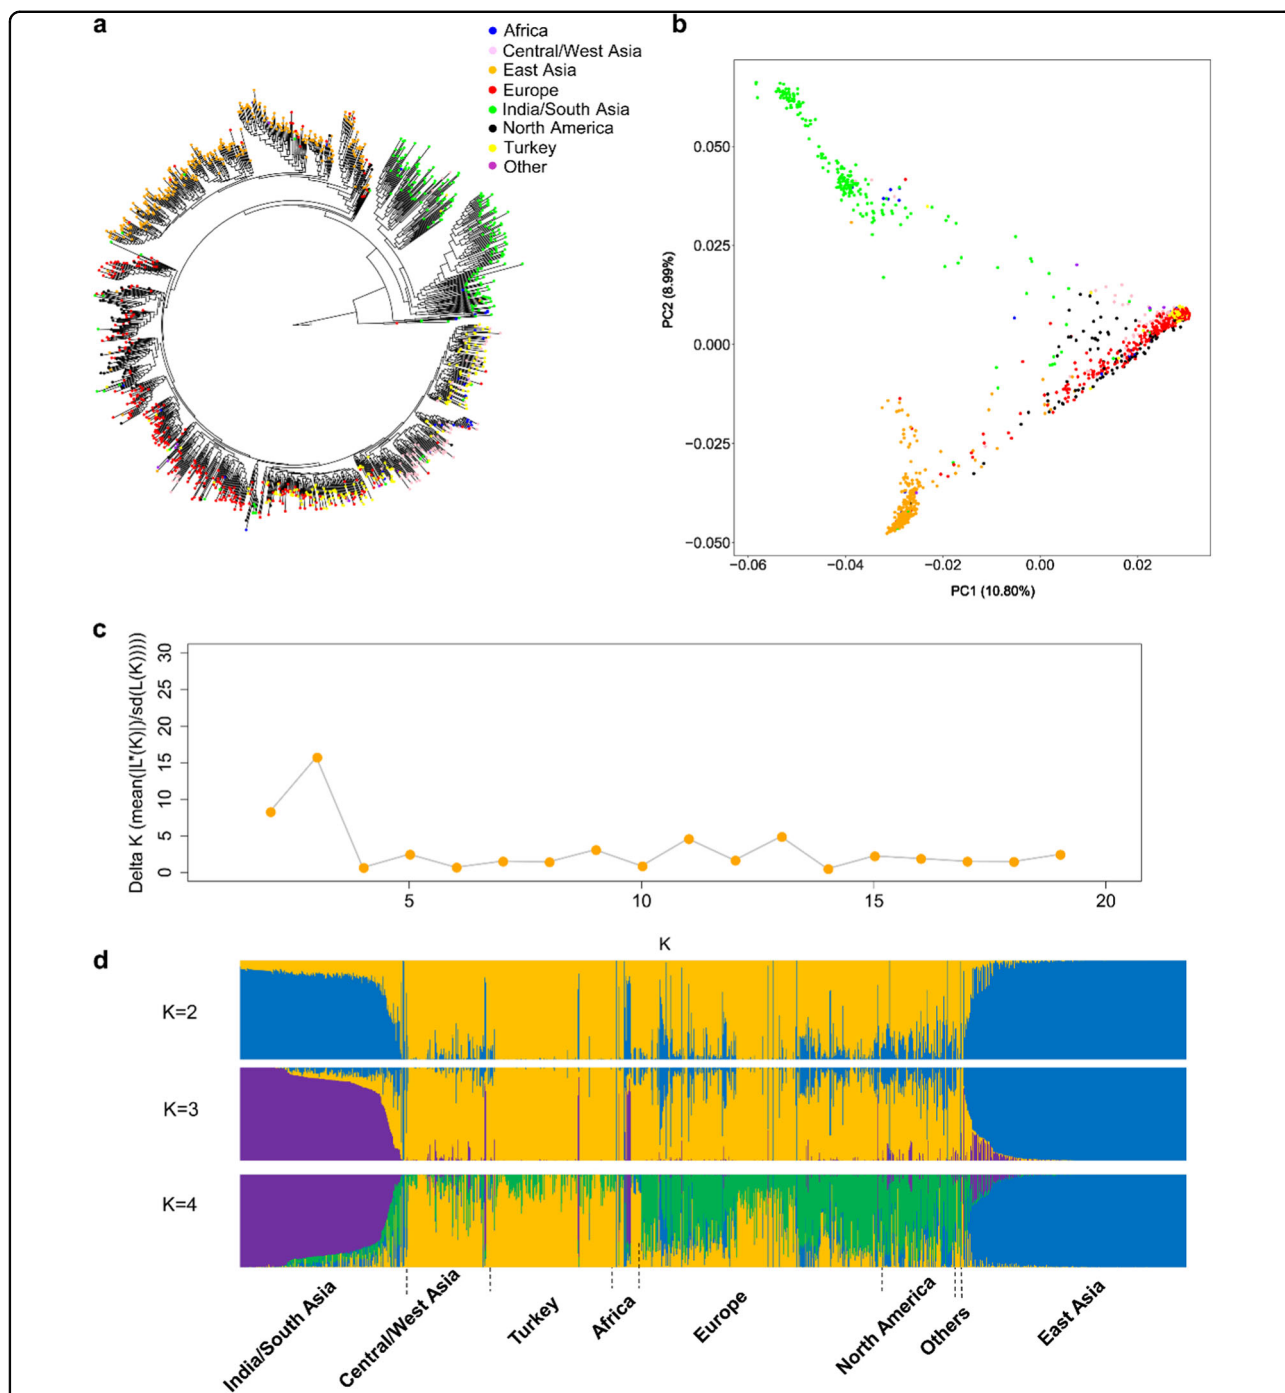 a
Africa
Central/West Asia
East Asia
Europe
India/South Asia
North America
Turkey
Other
b
0.050
0.025
0.000
−0.025
−0.050
PC2 (8.99%)
−0.06
−0.04
−0.02
0.00
0.02
PC1 (10.80%)
c
Delta K (mean(|L"(K)|)/sd(L(K)))))
30
25
20
15
10
5
0
5
10
15
20
K
d
K=2
K=3
K=4
India/South Asia
Central/West Asia
Turkey
Africa
Europe
North America
Others
East Asia